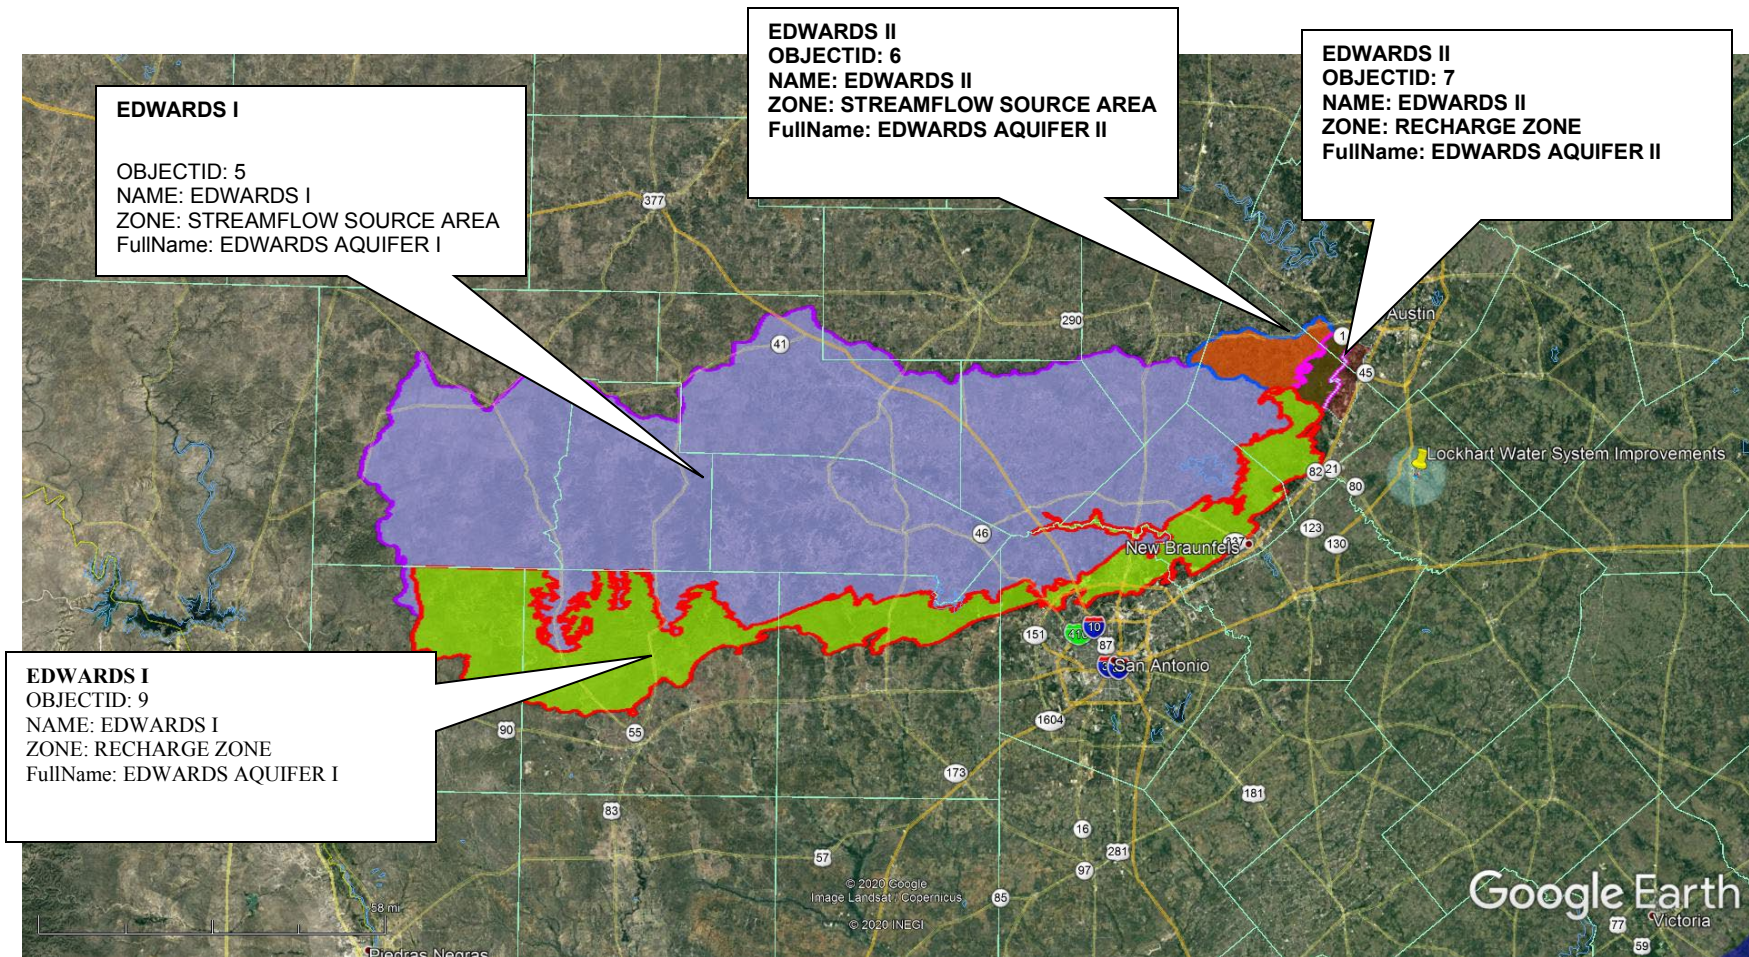 EDWARDS II
OBJECTID: 6
NAME: EDWARDS II
ZONE: STREAMFLOW SOURCE AREA
FullName: EDWARDS AQUIFER II
EDWARDS II
OBJECTID: 7
NAME: EDWARDS II
ZONE: RECHARGE ZONE
FullName: EDWARDS AQUIFER II
EDWARDS I
OBJECTID: 5
NAME: EDWARDS I
ZONE: STREAMFLOW SOURCE AREA
FullName: EDWARDS AQUIFER I
377
290
Austin
41
1
45
Lockhart Water System Improvements
82
21
80
46
123
130
New Braunfels
337
151
410
10
87
San Antonio
EDWARDS I
OBJECTID: 9
NAME: EDWARDS I
ZONE: RECHARGE ZONE
FullName: EDWARDS AQUIFER I
1604
90
55
173
181
83
16
281
57
97
85
© 2020 Google
Image Landsat / Copernicus
© 2020 INEGI
Google Earth
58 mi
Victoria
77
59
Piedras Negras